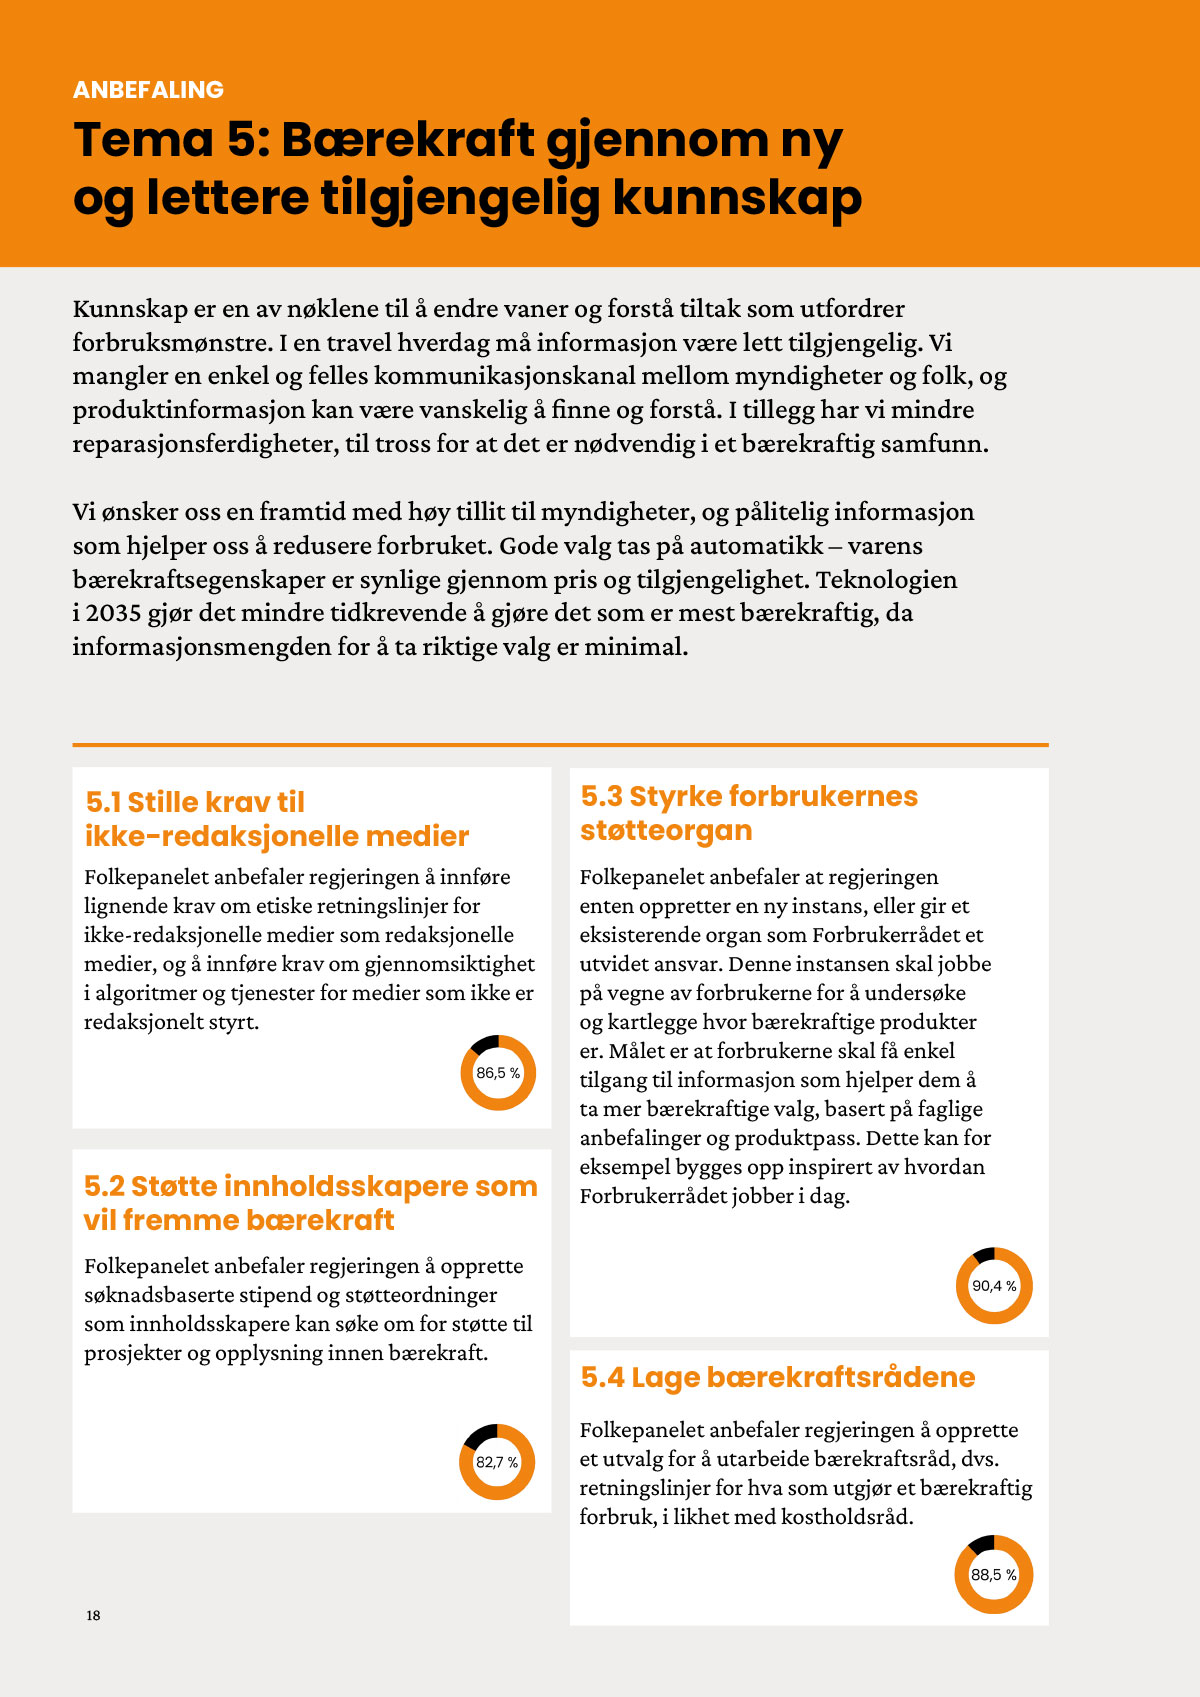 ANBEFALING
Tema 5: Bærekraft gjennom ny
og lettere tilgjengelig kunnskap
Kunnskap er en av nøklene til å endre vaner og forstå tiltak som utfordrer
forbruksmønstre. I en travel hverdag må informasjon være lett tilgjengelig. Vi
mangler en enkel og felles kommunikasjonskanal mellom myndigheter og folk, og
produktinformasjon kan være vanskelig å finne og forstå. I tillegg har vi mindre
reparasjonsferdigheter, til tross for at det er nødvendig i et bærekraftig samfunn.
Vi ønsker oss en framtid med høy tillit til myndigheter, og pålitelig informasjon
som hjelper oss å redusere forbruket. Gode valg tas på automatikk – varens
bærekraftsegenskaper er synlige gjennom pris og tilgjengelighet. Teknologien
i 2035 gjør det mindre tidkrevende å gjøre det som er mest bærekraftig, da
informasjonsmengden for å ta riktige valg er minimal.
5.1 Stille krav til
ikke-redaksjonelle medier
Folkepanelet anbefaler regjeringen å innføre
lignende krav om etiske retningslinjer for
ikke-redaksjonelle medier som redaksjonelle
medier, og å innføre krav om gjennomsiktighet
i algoritmer og tjenester for medier som ikke er
redaksjonelt styrt.
86,5 %
5.2 Støtte innholdsskapere som
vil fremme bærekraft
Folkepanelet anbefaler regjeringen å opprette
søknadsbaserte stipend og støtteordninger
som innholdsskapere kan søke om for støtte til
prosjekter og opplysning innen bærekraft.
82,7 %
5.3 Styrke forbrukernes
støtteorgan
Folkepanelet anbefaler at regjeringen
enten oppretter en ny instans, eller gir et
eksisterende organ som Forbrukerrådet et
utvidet ansvar. Denne instansen skal jobbe
på vegne av forbrukerne for å undersøke
og kartlegge hvor bærekraftige produkter
er. Målet er at forbrukerne skal få enkel
tilgang til informasjon som hjelper dem å
ta mer bærekraftige valg, basert på faglige
anbefalinger og produktpass. Dette kan for
eksempel bygges opp inspirert av hvordan
Forbrukerrådet jobber i dag.
90,4 %
5.4 Lage bærekraftsrådene
Folkepanelet anbefaler regjeringen å opprette
et utvalg for å utarbeide bærekraftsråd, dvs.
retningslinjer for hva som utgjør et bærekraftig
forbruk, i likhet med kostholdsråd.
88,5 %
18